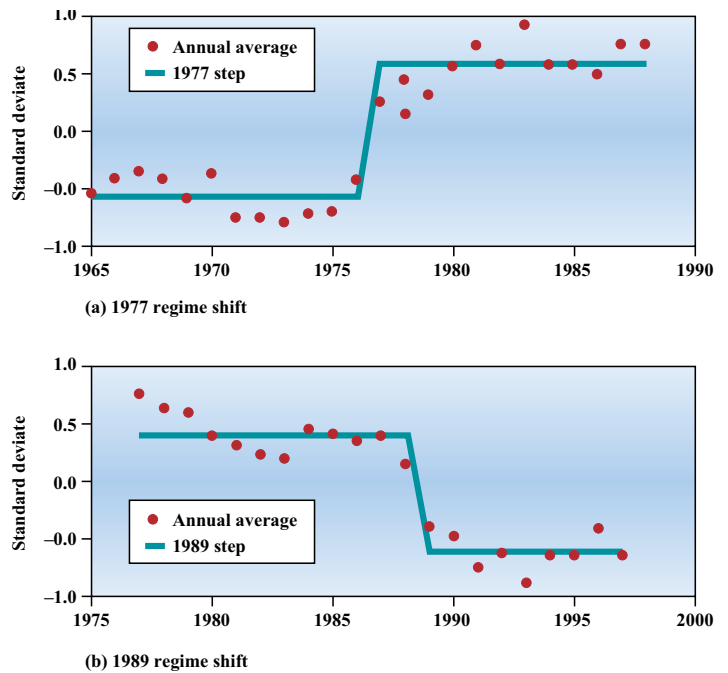 1.0
0.5
0.0
–0.0
–1.0
Standard deviate
Annual average
1977 step
1965 1970 1975 1980 1985 1990
(a) 1977 regime shift
1.0
0.5
0.0
–0.0
–1.0
Standard deviate
Annual average
1989 step
1975 1980 1985 1990 1995 2000
(b) 1989 regime shift